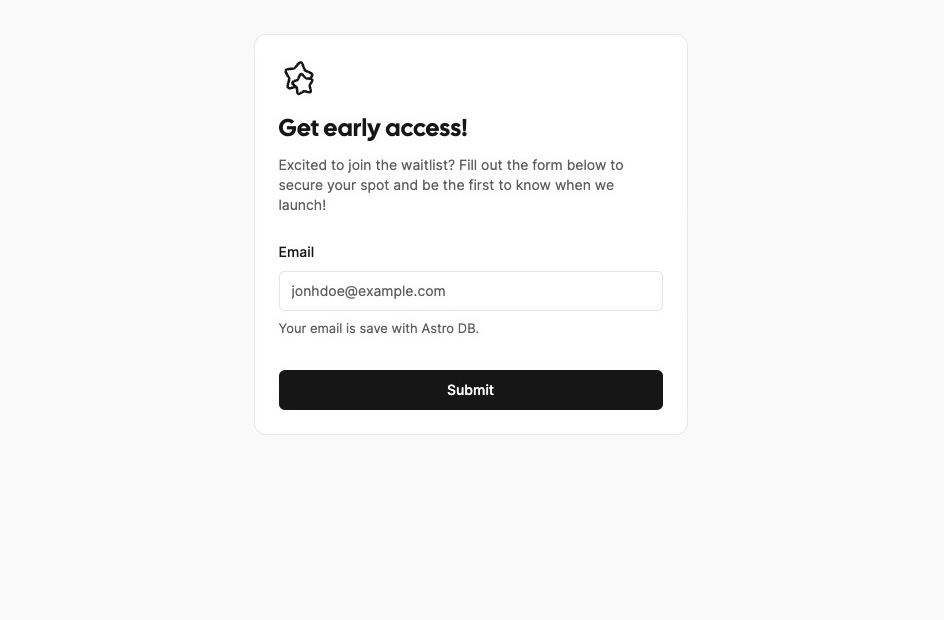 Get early access!
Excited to join the waitlist? Fill out the form below to
secure your spot and be the first to know when we
launch!
Email
jonhdoe@example.com
Your email is save with Astro DB.
Submit